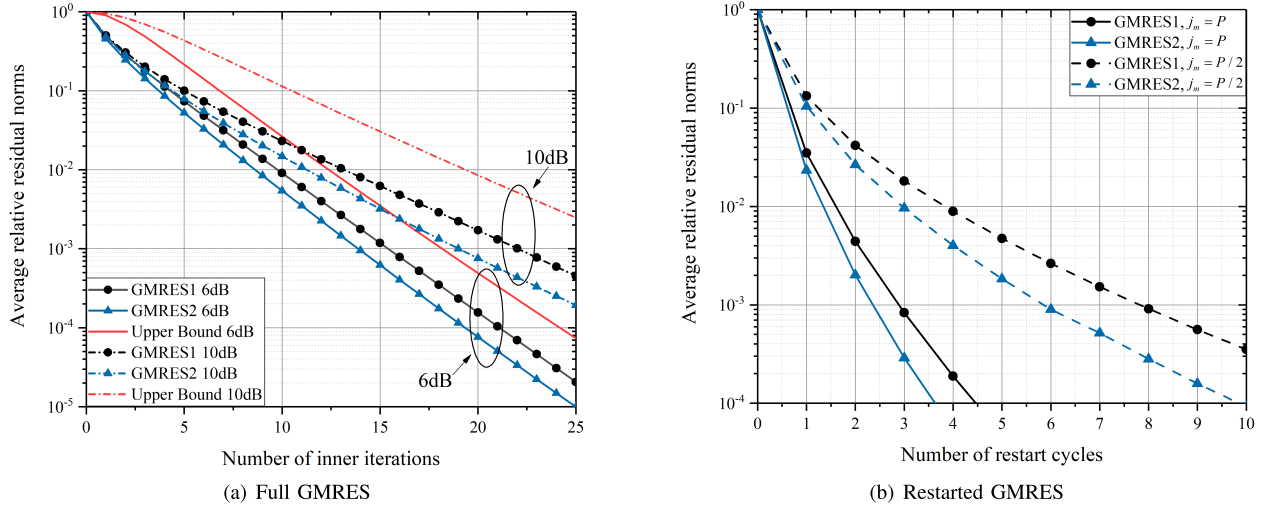 Average relative residual norms
10^0
10^-1
10^-2
10^-3
10^-4
10^-5
0 5 10 15 20 25
Number of inner iterations
GMRES1 6dB
GMRES2 6dB
Upper Bound 6dB
GMRES1 10dB
GMRES2 10dB
Upper Bound 10dB
10dB
6dB
(a) Full GMRES
Average relative residual norms
10^0
10^-1
10^-2
10^-3
10^-4
0 1 2 3 4 5 6 7 8 9 10
Number of restart cycles
GMRES1, j_m = P
GMRES2, j_m = P
GMRES1, j_m = P / 2
GMRES2, j_m = P / 2
(b) Restarted GMRES